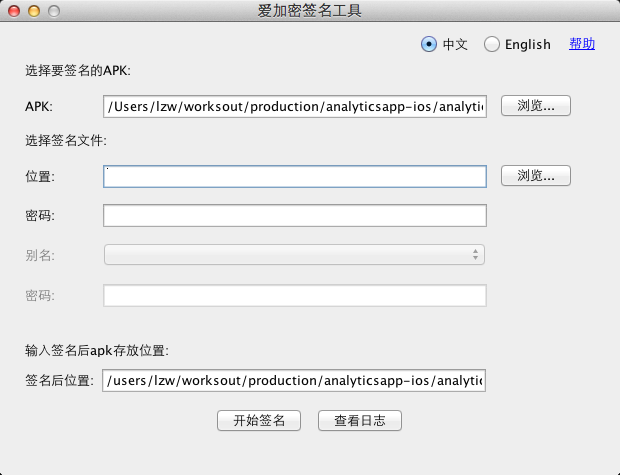 爱加密签名工具
中文 English 帮助
选择要签名的APK:
APK: /Users/lzw/worksout/production/analyticsapp-ios/analytic 浏览...
选择签名文件:
位置: 浏览...
密码:
别名:
密码:
输入签名后apk存放位置:
签名后位置: /users/lzw/worksout/production/analyticsapp-ios/analytic
开始签名 查看日志